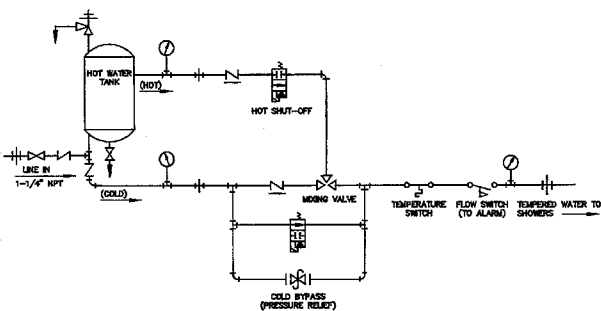 HOT WATER
TANK
(HOT)
HOT SHUT-OFF
LINE IN
1-1/4" NPT
(COLD)
MIXING VALVE
TEMPERATURE
SWITCH
FLOW SWITCH
(TO ALARM)
TEMPERED WATER TO
SHOWERS
COLD BYPASS
(PRESSURE RELIEF)